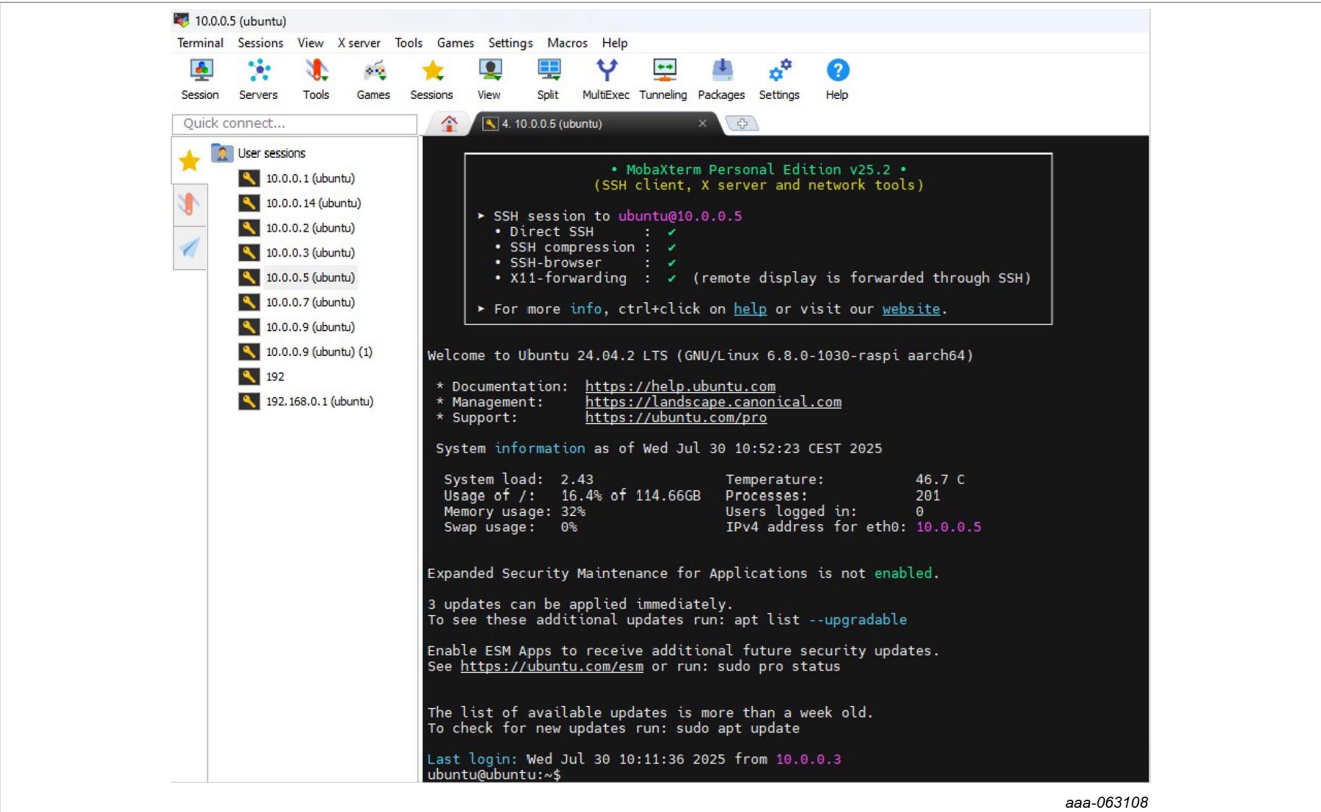 10.0.0.5 (ubuntu)
Terminal Sessions View X server Tools Games Settings Macros Help
Session Servers Tools Games Sessions View Split MultiExec Tunneling Packages Settings Help
Quick connect...
4. 10.0.0.5 (ubuntu)
User sessions
10.0.0.1 (ubuntu)
10.0.0.14 (ubuntu)
10.0.0.2 (ubuntu)
10.0.0.3 (ubuntu)
10.0.0.5 (ubuntu)
10.0.0.7 (ubuntu)
10.0.0.9 (ubuntu)
10.0.0.9 (ubuntu) (1)
192
192.168.0.1 (ubuntu)
• MobaXterm Personal Edition v25.2 •
(SSH client, X server and network tools)
➤ SSH session to ubuntu@10.0.0.5
• Direct SSH : ✔
• SSH compression : ✔
• SSH-browser : ✔
• X11-forwarding : ✔ (remote display is forwarded through SSH)
➤ For more info, ctrl+click on help or visit our website.
Welcome to Ubuntu 24.04.2 LTS (GNU/Linux 6.8.0-1030-raspi aarch64)
* Documentation: https://help.ubuntu.com
* Management: https://landscape.canonical.com
* Support: https://ubuntu.com/pro
System information as of Wed Jul 30 10:52:23 CEST 2025
System load: 2.43 Temperature: 46.7 C
Usage of /: 16.4% of 114.66GB Processes: 201
Memory usage: 32% Users logged in: 0
Swap usage: 0% IPv4 address for eth0: 10.0.0.5
Expanded Security Maintenance for Applications is not enabled.
3 updates can be applied immediately.
To see these additional updates run: apt list --upgradable
Enable ESM Apps to receive additional future security updates.
See https://ubuntu.com/esm or run: sudo pro status
The list of available updates is more than a week old.
To check for new updates run: sudo apt update
Last login: Wed Jul 30 10:11:36 2025 from 10.0.0.3
ubuntu@ubuntu:~$
aaa-063108